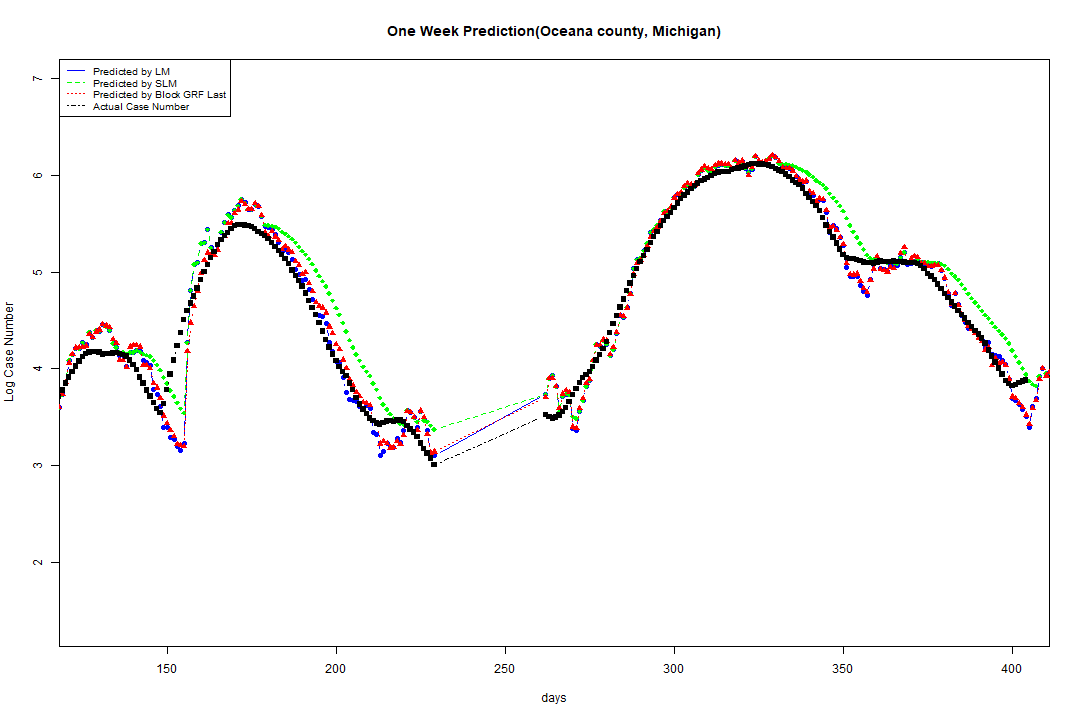 One Week Prediction(Oceana county, Michigan)
Predicted by LM
Predicted by SLM
Predicted by Block GRF Last
Actual Case Number
7
6
5
4
3
2
Log Case Number
150 200 250 300 350 400
days